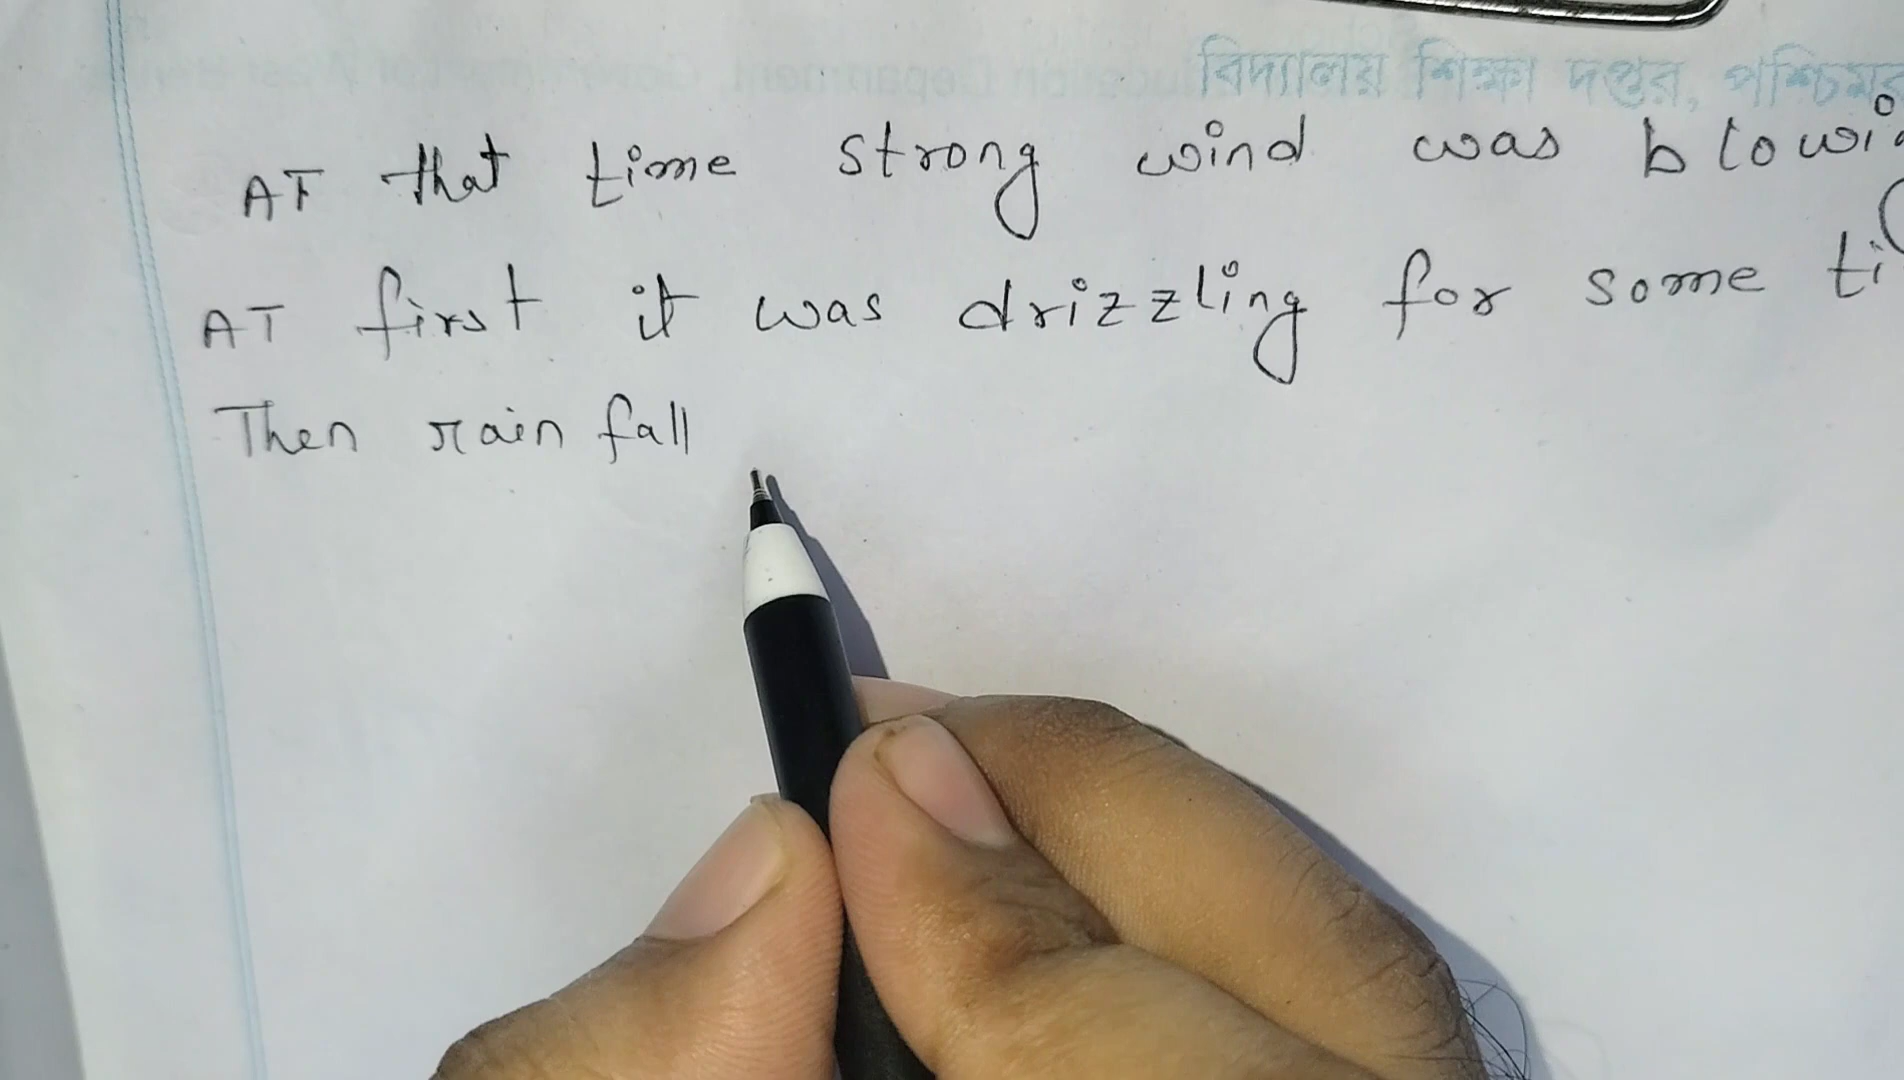 বিদ্যালয় শিক্ষা দপ্তর,
AT that time strong wind was
AT first it was drizzling for some
Then rain fall